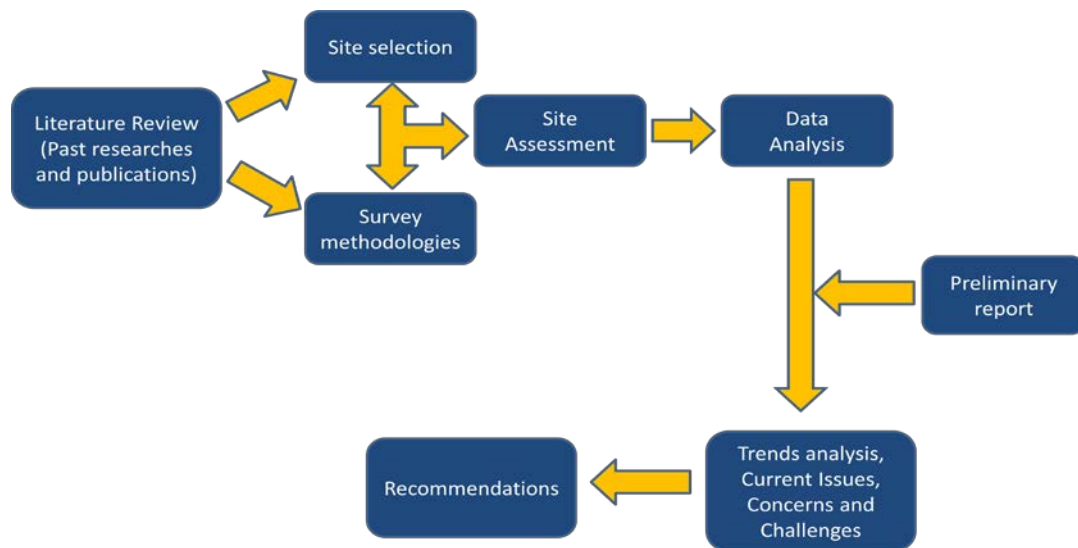 Site selection
Literature Review
(Past researches
and publications)
Survey
methodologies
Site
Assessment
Data
Analysis
Preliminary
report
Trends analysis,
Current Issues,
Concerns and
Challenges
Recommendations